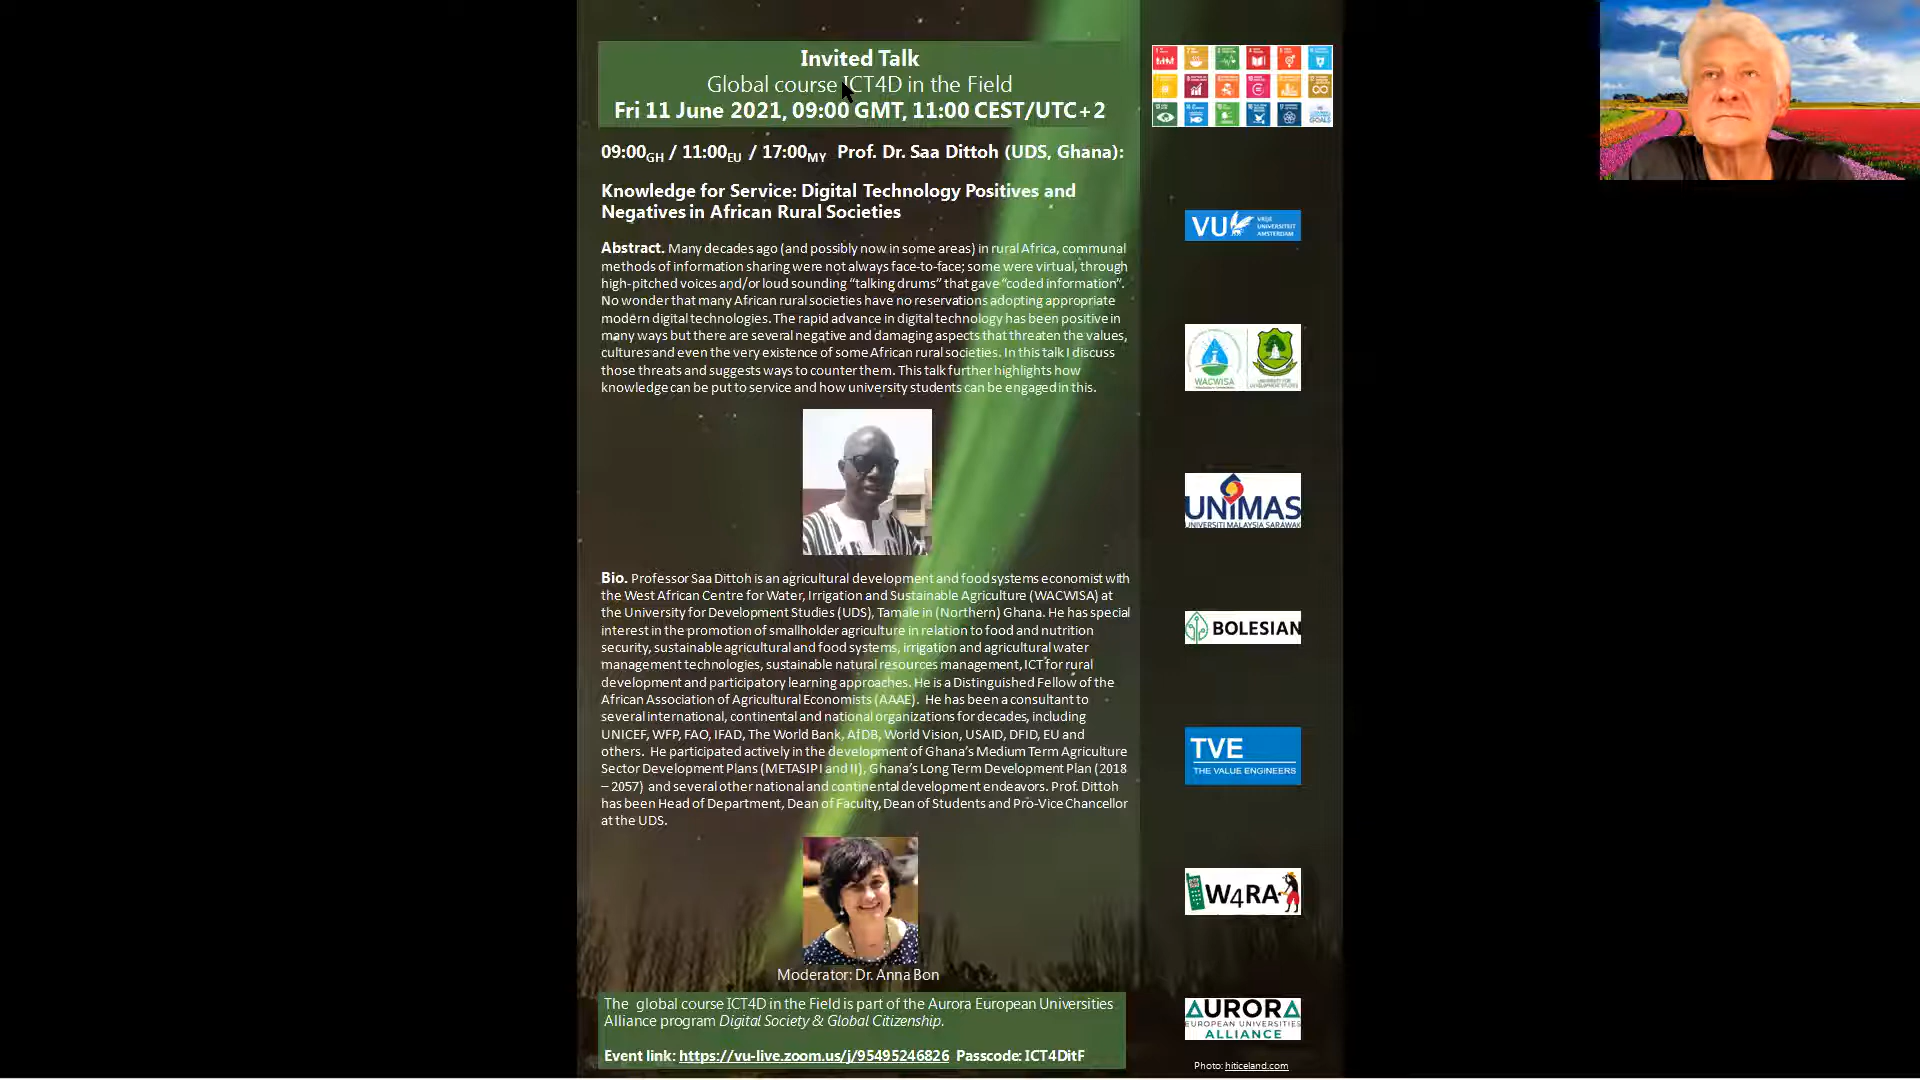 Invited Talk
Global course ICT4D in the Field
Fri 11 June 2021, 09:00 GMT, 11:00 CEST/UTC+2
09:00GH / 11:00EU / 17:00MY Prof. Dr. Saa Dittoh (UDS, Ghana):
Knowledge for Service: Digital Technology Positives and
Negatives in African Rural Societies
Abstract. Many decades ago (and possibly now in some areas) in rural Africa, communal
methods of information sharing were not always face-to-face; some were virtual, through
high-pitched voices and/or loud sounding “talking drums” that gave “coded information”.
No wonder that many African rural societies have no reservations adopting appropriate
modern digital technologies. The rapid advance in digital technology has been positive in
many ways but there are several negative and damaging aspects that threaten the values,
cultures and even the very existence of some African rural societies. In this talk I discuss
those threats and suggests ways to counter them. This talk further highlights how
knowledge can be put to service and how university students can be engaged in this.
Bio. Professor Saa Dittoh is an agricultural development and food systems economist with
the West African Centre for Water, Irrigation and Sustainable Agriculture (WACWISA) at
the University for Development Studies (UDS), Tamale in (Northern) Ghana. He has special
interest in the promotion of smallholder agriculture in relation to food and nutrition
security, sustainable agricultural and food systems, irrigation and agricultural water
management technologies, sustainable natural resources management, ICT for rural
development and participatory learning approaches. He is a Distinguished Fellow of the
African Association of Agricultural Economists (AAAE). He has been a consultant to
several international, continental and national organizations for decades, including
UNICEF, WFP, FAO, IFAD, The World Bank, AfDB, World Vision, USAID, DFID, EU and
others. He participated actively in the development of Ghana’s Medium Term Agriculture
Sector Development Plans (METASIP I and II), Ghana’s Long Term Development Plan (2018
– 2057) and several other national and continental development endeavors. Prof. Dittoh
has been Head of Department, Dean of Faculty, Dean of Students and Pro-Vice Chancellor
at the UDS.
Moderator: Dr. Anna Bon
The global course ICT4D in the Field is part of the Aurora European Universities
Alliance program Digital Society & Global Citizenship.
Event link: https://vu-live.zoom.us/j/95495246826 Passcode: ICT4DitF
VU VRIJE
UNIVERSITEIT
AMSTERDAM
WACWISA
UNIVERSITY FOR
DEVELOPMENT STUDIES
UNIMAS
UNIVERSITI MALAYSIA SARAWAK
BOLESIAN
TVE
THE VALUE ENGINEERS
W4RA
AURORA
EUROPEAN UNIVERSITIES
ALLIANCE
Photo: hiticeland.com